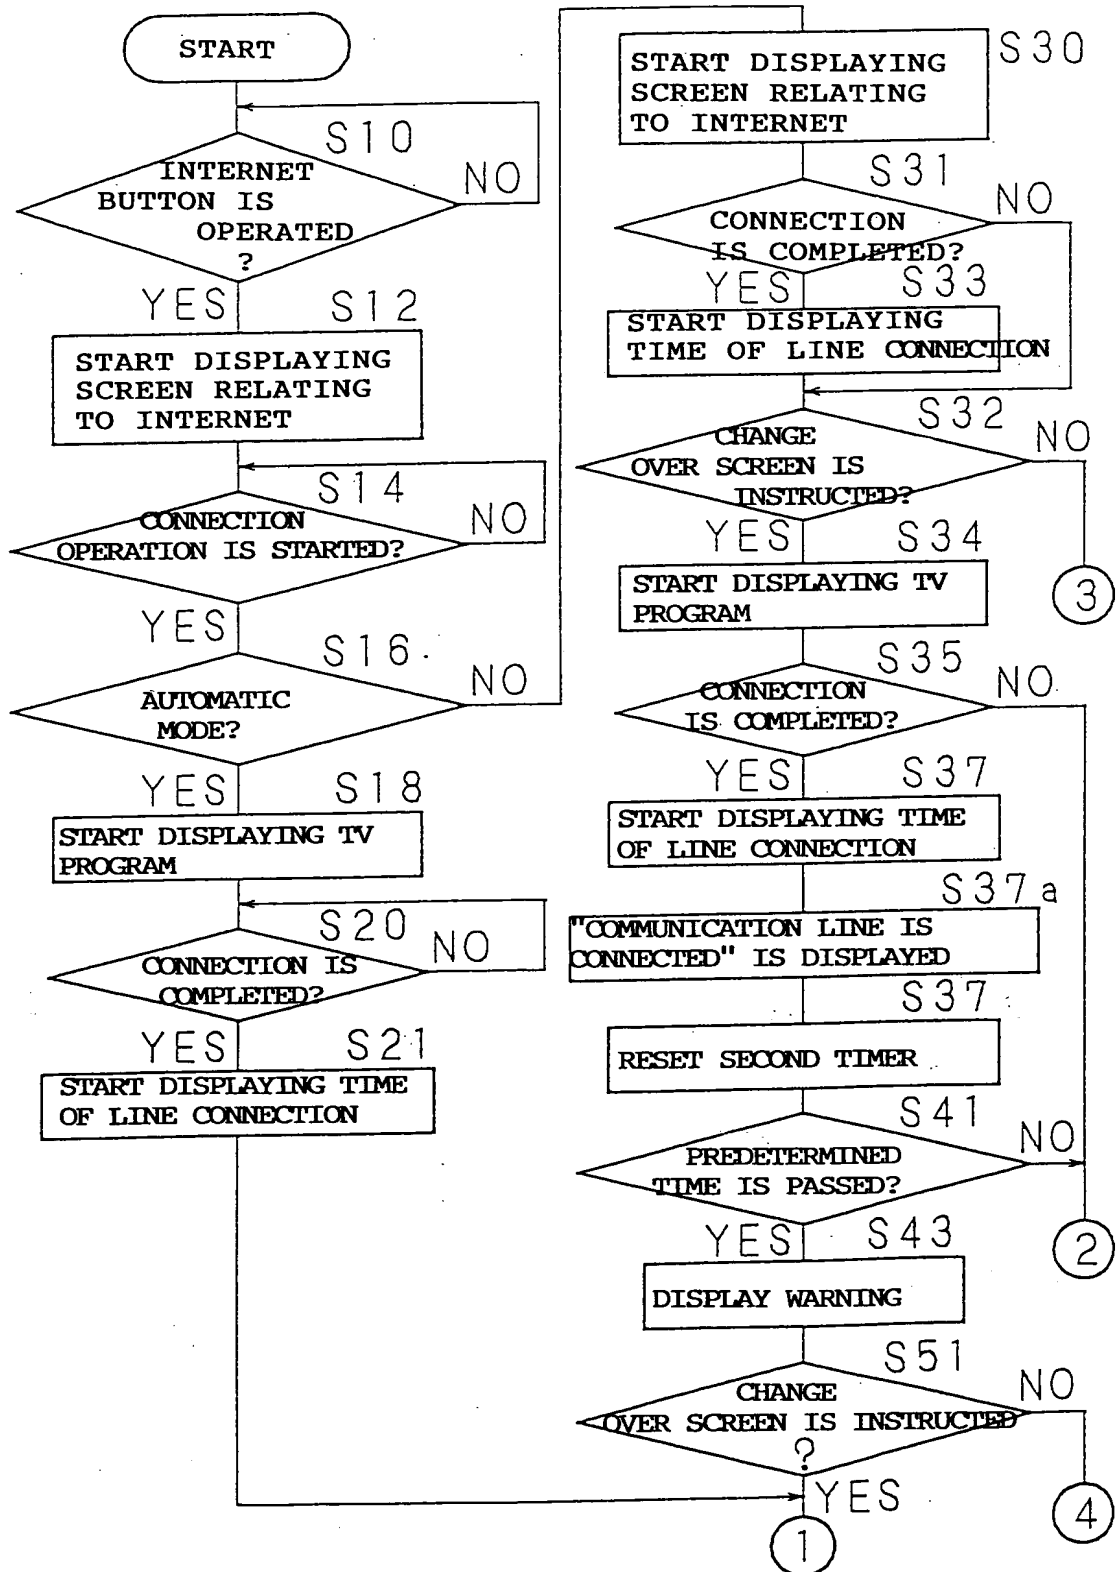 START
S10
INTERNET
BUTTON IS
OPERATED
?
NO
YES
S12
START DISPLAYING
SCREEN RELATING
TO INTERNET
S14
CONNECTION
OPERATION IS STARTED?
NO
YES
S16
AUTOMATIC
MODE?
NO
YES
S18
START DISPLAYING TV
PROGRAM
S20
CONNECTION IS
COMPLETED?
NO
YES
S21
START DISPLAYING TIME
OF LINE CONNECTION
S30
START DISPLAYING
SCREEN RELATING
TO INTERNET
S31
CONNECTION
IS COMPLETED?
NO
YES
S33
START DISPLAYING
TIME OF LINE CONNECTION
S32
CHANGE
OVER SCREEN IS
INSTRUCTED?
NO
3
YES
S34
START DISPLAYING TV
PROGRAM
S35
CONNECTION
IS COMPLETED?
NO
YES
S37
START DISPLAYING TIME
OF LINE CONNECTION
S37a
"COMMUNICATION LINE IS
CONNECTED" IS DISPLAYED
S37
RESET SECOND TIMER
S41
PREDETERMINED
TIME IS PASSED?
NO
2
YES
S43
DISPLAY WARNING
S51
CHANGE
OVER SCREEN IS INSTRUCTED
?
NO
4
YES
1